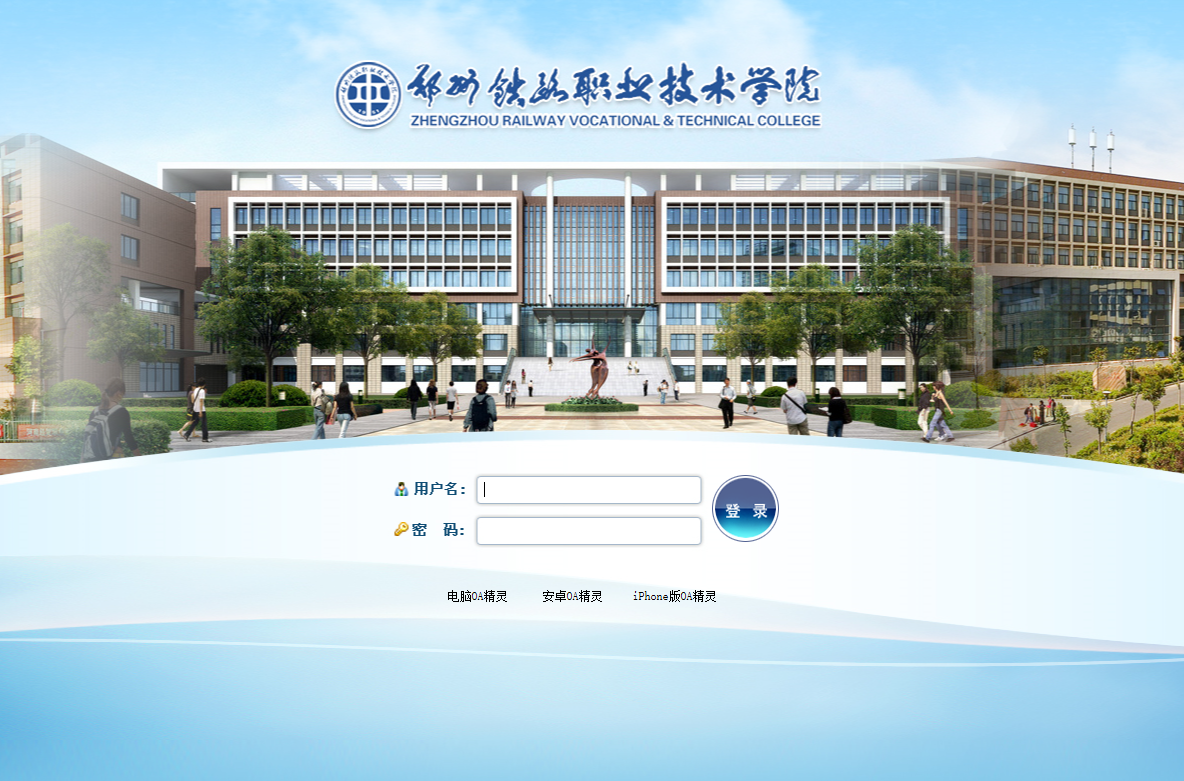 郑州铁路职业技术学院
ZHENGZHOU RAILWAY VOCATIONAL & TECHNICAL COLLEGE
用户名：
登 录
密 码：
电脑OA精灵 安卓OA精灵 iPhone版OA精灵